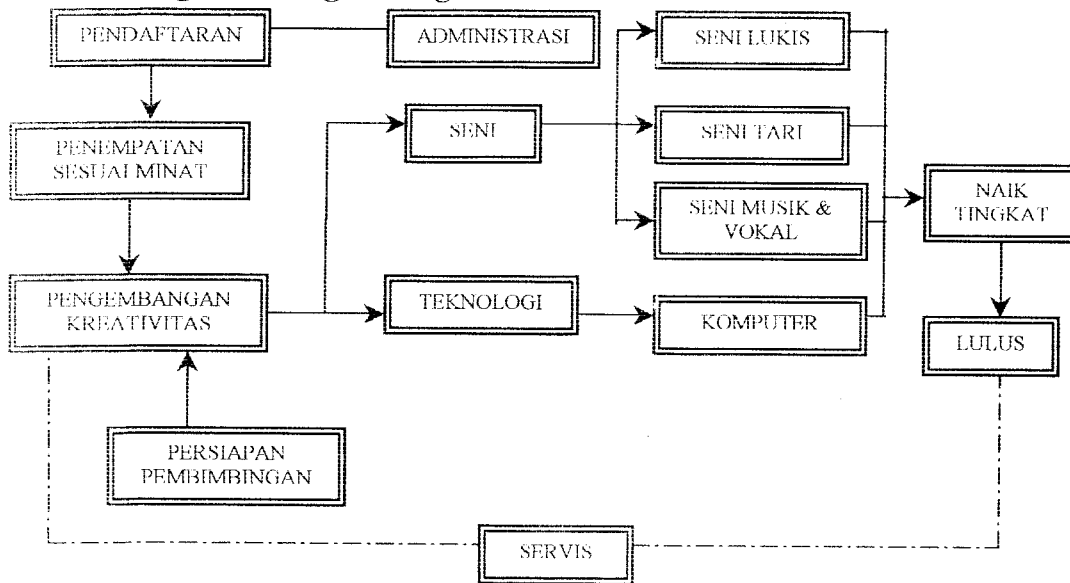 PENDAFTARAN
ADMINISTRASI
SENI LUKIS
PENEMPATAN
SESUAI MINAT
SENI
SENI TARI
SENI MUSIK &
VOKAL
NAIK
TINGKAT
PENGEMBANGAN
KREATIVITAS
TEKNOLOGI
KOMPUTER
LULUS
PERSIAPAN
PEMBIMBINGAN
SERVIS